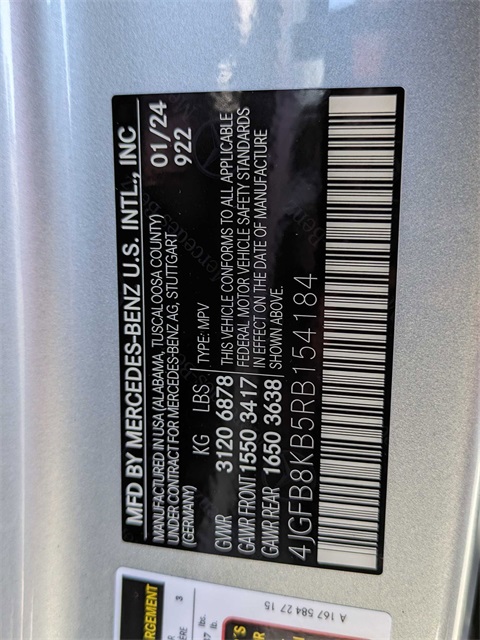 MFD BY MERCEDES-BENZ U.S. INTL., INC
MANUFACTURED IN USA (ALABAMA, TUSCALOOSA COUNTY)
UNDER CONTRACT FOR MERCEDES-BENZ AG, STUTTGART
(GERMANY)
01/24
922
KG LBS TYPE: MPV
GVWR 3120 6878
GAWR FRONT 1550 3417
GAWR REAR 1650 3638
THIS VEHICLE CONFORMS TO ALL APPLICABLE
FEDERAL MOTOR VEHICLE SAFETY STANDARDS
IN EFFECT ON THE DATE OF MANUFACTURE
SHOWN ABOVE.
4JGFB8KB5RB154184
A 167 584 27 15
3
lbs.
lb.